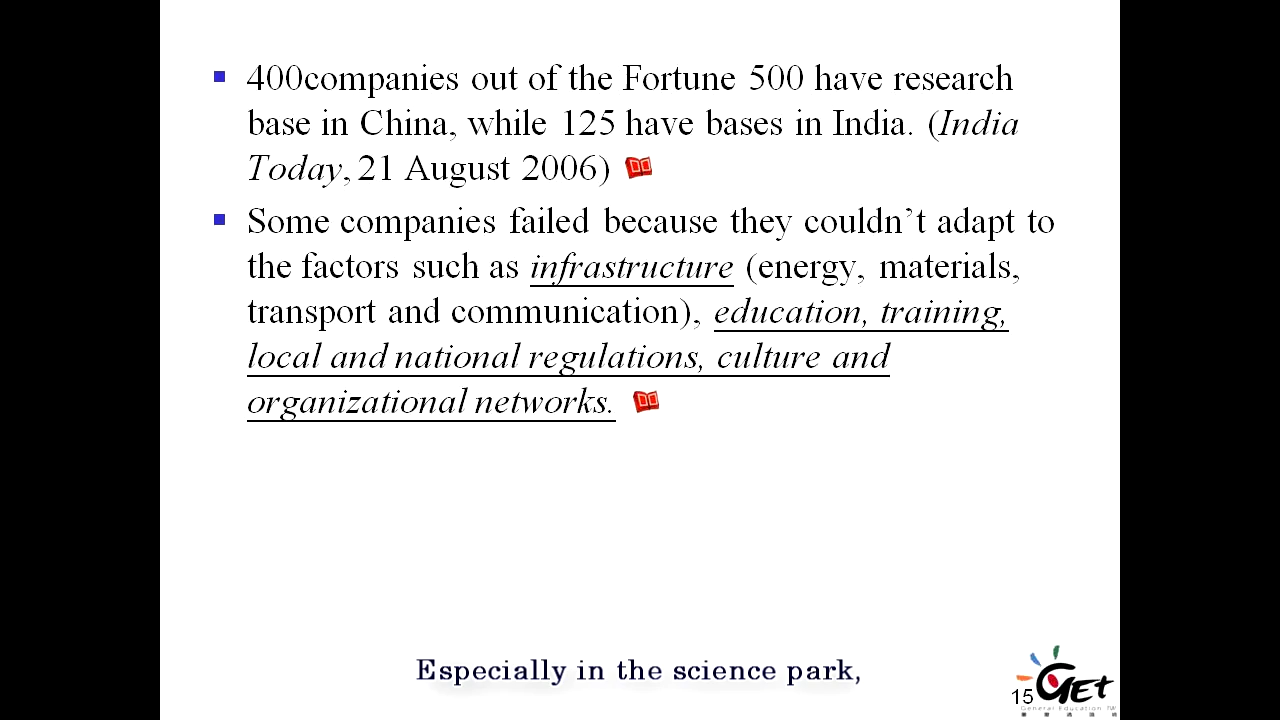 400companies out of the Fortune 500 have research
base in China, while 125 have bases in India. (India
Today, 21 August 2006)
Some companies failed because they couldn’t adapt to
the factors such as infrastructure (energy, materials,
transport and communication), education, training,
local and national regulations, culture and
organizational networks.
Especially in the science park,
15
GET
General Education TW